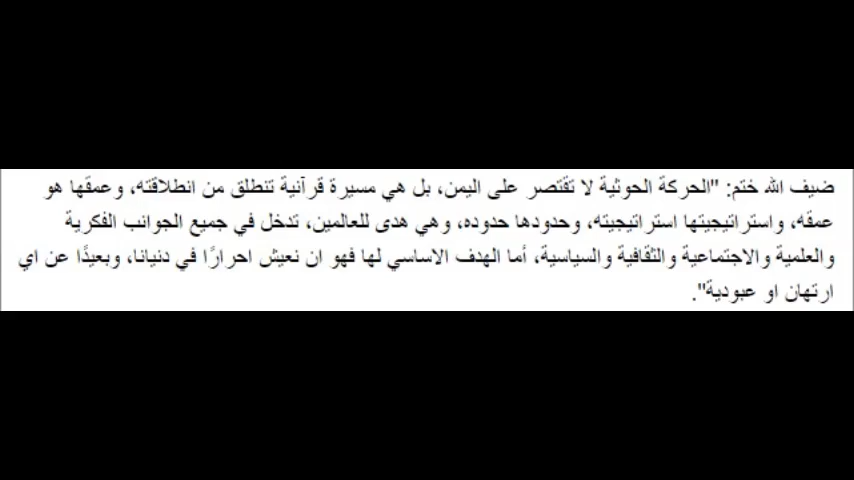 ضيف الله ختم: "الحركة الحوثية لا تقتصر على اليمن، بل هي مسيرة قرآنية تنطلق من انطلاقته، وعمقها هو
عمقه، واستراتيجيتها استراتيجيته، وحدودها حدوده، وهي هدى للعالمين، تدخل في جميع الجوانب الفكرية
والعلمية والاجتماعية والثقافية والسياسية، أما الهدف الاساسي لها فهو ان نعيش احرارًا في دنيانا، وبعيدًا عن اي
ارتهان او عبودية".